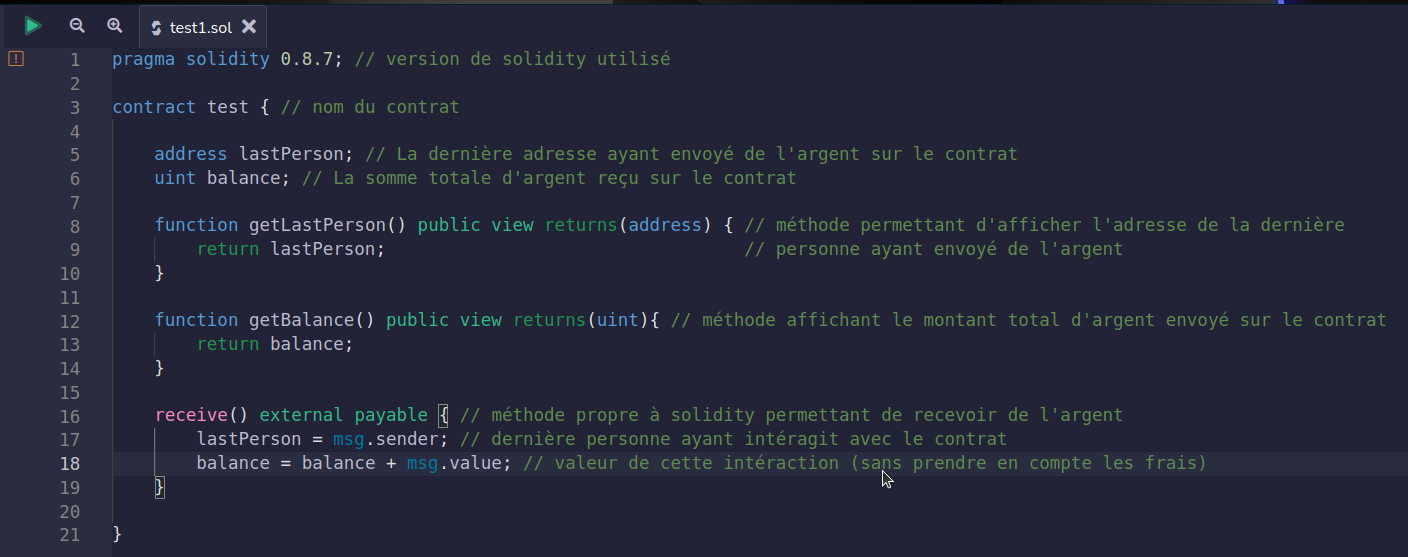 test1.sol
1 pragma solidity 0.8.7; // version de solidity utilisé
2
3 contract test { // nom du contrat
4
5 address lastPerson; // La dernière adresse ayant envoyé de l'argent sur le contrat
6 uint balance; // La somme totale d'argent reçu sur le contrat
7
8 function getLastPerson() public view returns(address) { // méthode permettant d'afficher l'adresse de la dernière
9 return lastPerson; // personne ayant envoyé de l'argent
10 }
11
12 function getBalance() public view returns(uint){ // méthode affichant le montant total d'argent envoyé sur le contrat
13 return balance;
14 }
15
16 receive() external payable { // méthode propre à solidity permettant de recevoir de l'argent
17 lastPerson = msg.sender; // dernière personne ayant intéragit avec le contrat
18 balance = balance + msg.value; // valeur de cette intéraction (sans prendre en compte les frais)
19 }
20
21 }